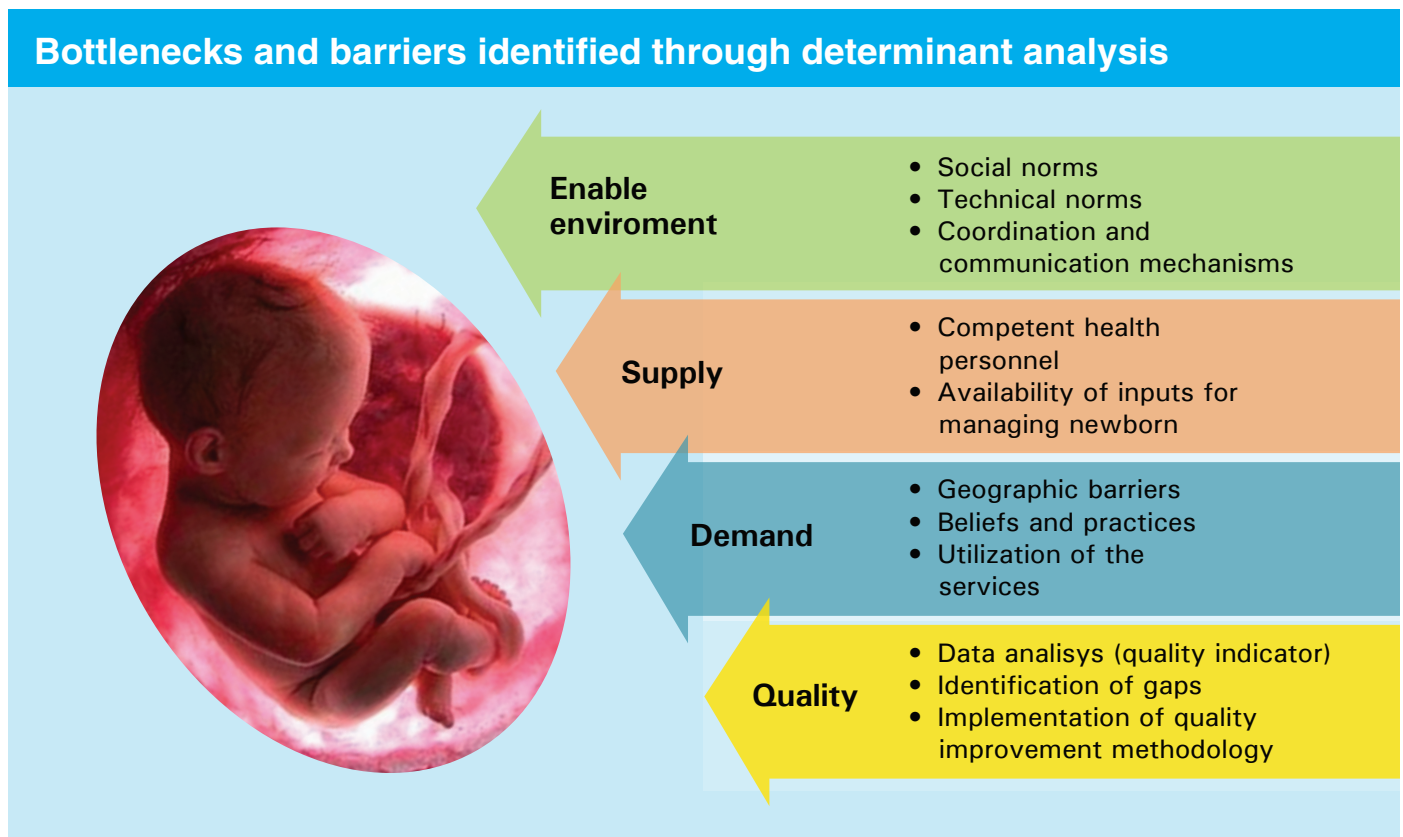 Bottlenecks and barriers identified through determinant analysis
Enable
enviroment
• Social norms
• Technical norms
• Coordination and
communication mechanisms
Supply
• Competent health
personnel
• Availability of inputs for
managing newborn
Demand
• Geographic barriers
• Beliefs and practices
• Utilization of the
services
Quality
• Data analisys (quality indicator)
• Identification of gaps
• Implementation of quality
improvement methodology